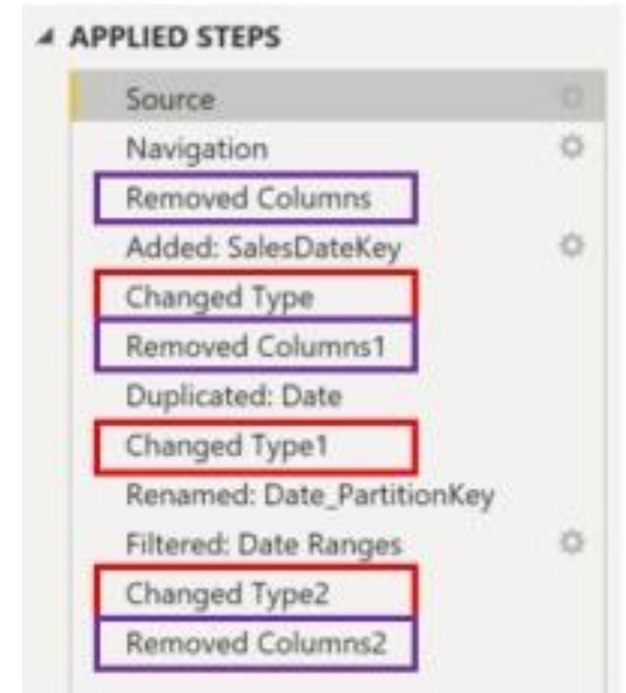 APPLIED STEPS
Source
Navigation
Removed Columns
Added: SalesDateKey
Changed Type
Removed Columns1
Duplicated: Date
Changed Type1
Renamed: Date_PartitionKey
Filtered: Date Ranges
Changed Type2
Removed Columns2